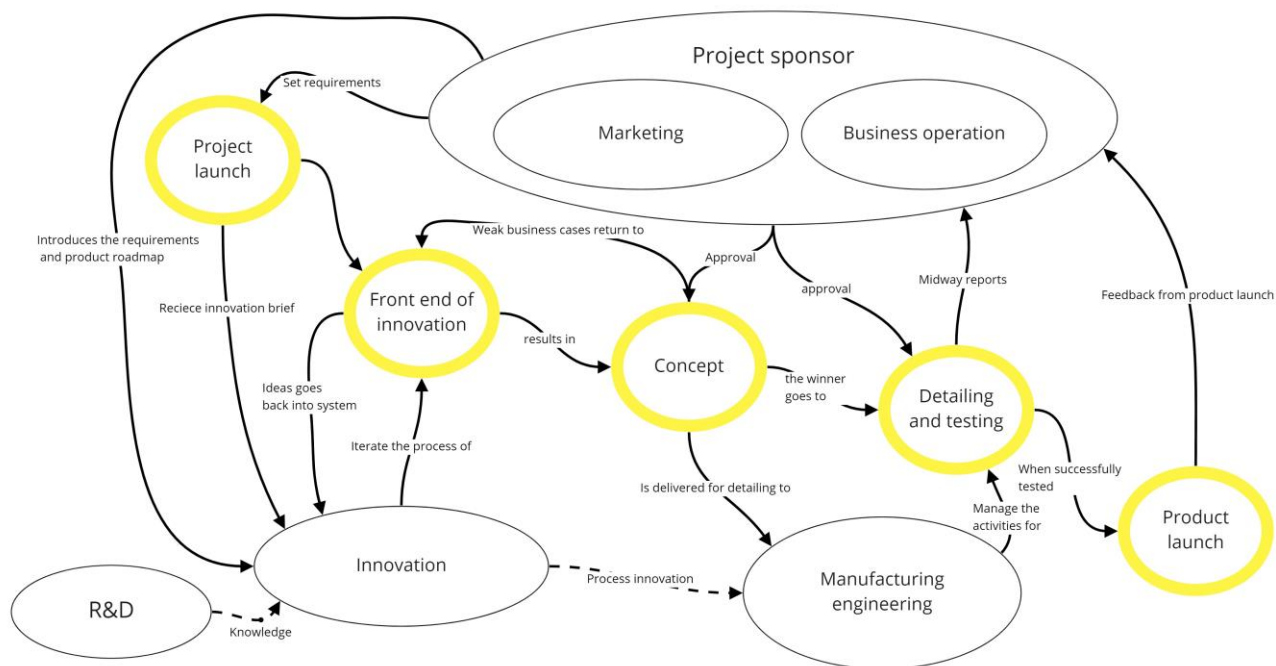 Project sponsor
Set requirements
Marketing
Business operation
Project
launch
Introduces the requirements
and product roadmap
Weak business cases return to
Approval
approval
Midway reports
Feedback from product launch
Reciece innovation brief
Front end of
innovation
results in
Concept
the winner
goes to
Detailing
and testing
Ideas goes
back into system
Iterate the process of
Is delivered for detailing to
When successfully
tested
Manage the
activities for
Product
launch
Innovation
Process innovation
Manufacturing
engineering
R&D
Knowledge